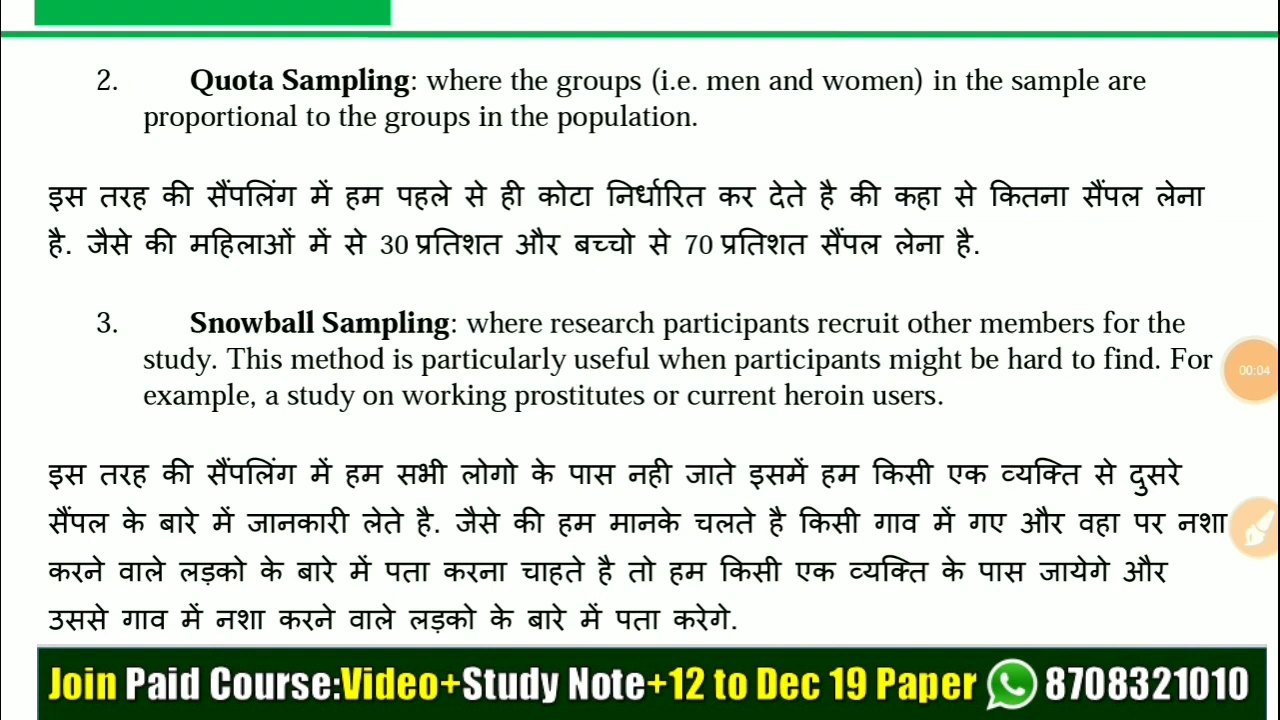 2. Quota Sampling: where the groups (i.e. men and women) in the sample are
proportional to the groups in the population.
इस तरह की सैंपलिंग में हम पहले से ही कोटा निर्धारित कर देते है की कहा से कितना सैंपल लेना
है. जैसे की महिलाओं में से 30 प्रतिशत और बच्चो से 70 प्रतिशत सैंपल लेना है.
3. Snowball Sampling: where research participants recruit other members for the
study. This method is particularly useful when participants might be hard to find. For
example, a study on working prostitutes or current heroin users.
00:04
इस तरह की सैंपलिंग में हम सभी लोगो के पास नही जाते इसमें हम किसी एक व्यक्ति से दुसरे
सैंपल के बारे में जानकारी लेते है. जैसे की हम मानके चलते है किसी गाव में गए और वहा पर नशा
करने वाले लड़को के बारे में पता करना चाहते है तो हम किसी एक व्यक्ति के पास जायेगे और
उससे गाव में नशा करने वाले लड़को के बारे में पता करेगे.
Join Paid Course:Video+Study Note+12 to Dec 19 Paper 8708321010